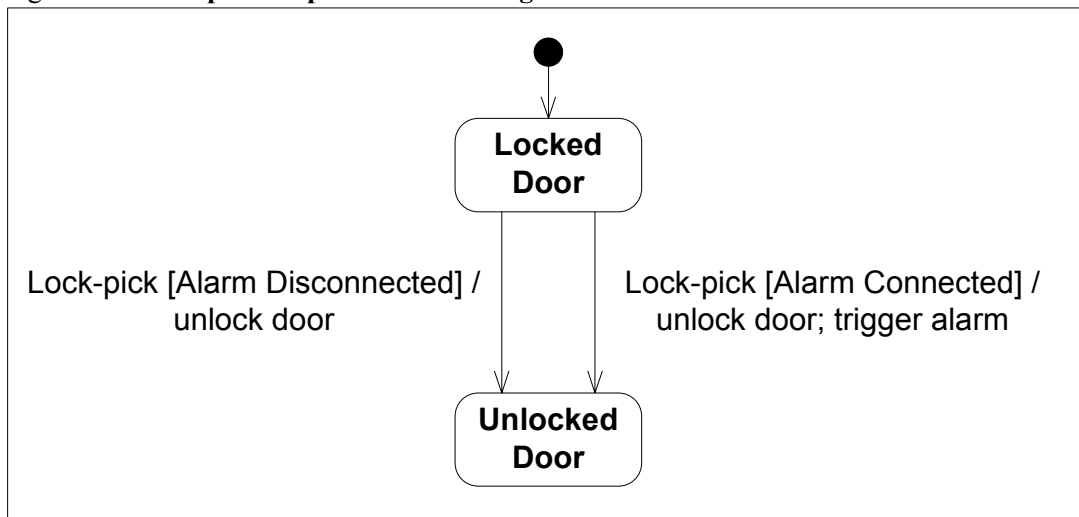 Locked
Door
Lock-pick [Alarm Disconnected] /
unlock door
Lock-pick [Alarm Connected] /
unlock door; trigger alarm
Unlocked
Door